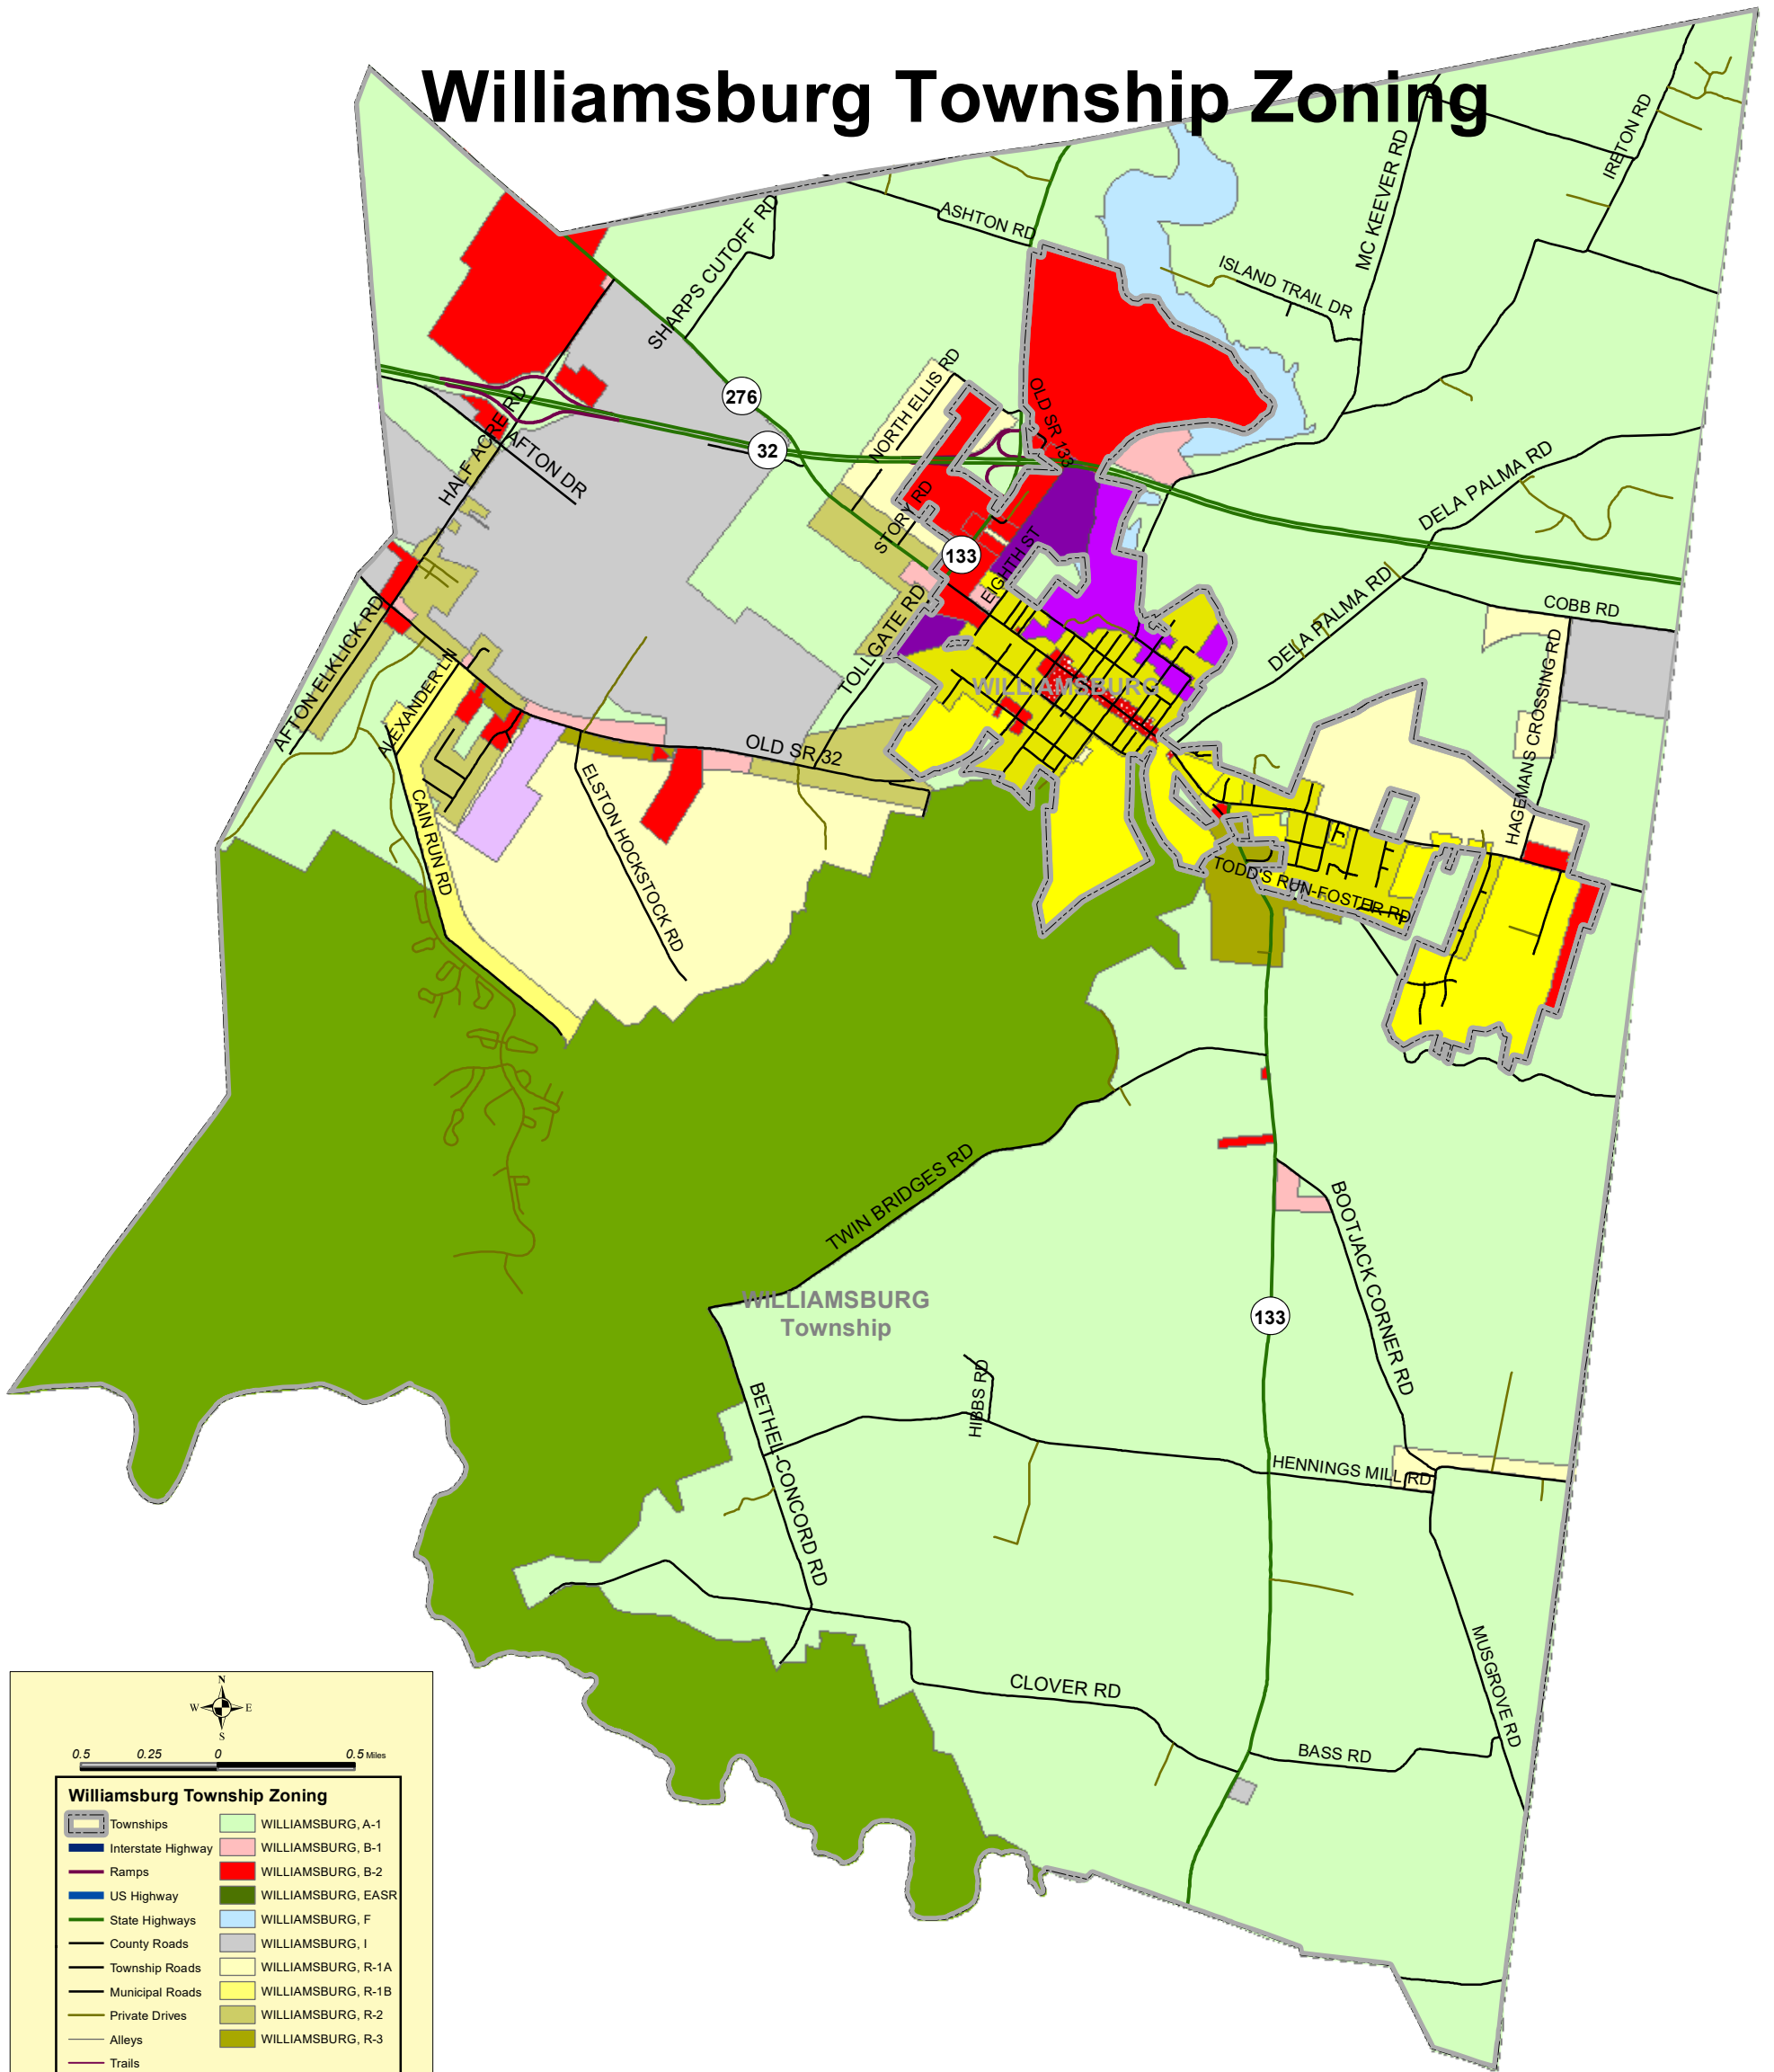 Williamsburg Township Zoning
IRETON RD
MC KEEVER RD
ASHTON RD
SHARPS CUTOFF RD
ISLAND TRAIL DR
276
32
NORTH ELLIS RD
OLD SR 133
HALF ACRE RD
AFTON DR
STORY RD
133
EIGHTH ST
DELA PALMA RD
DELA PALMA RD
COBB RD
HAGEMANS CROSSING RD
TOLLGATE RD
WILLIAMSBURG
AFTON ELKLICK RD
ALEXANDER LN
OLD SR 32
CAIN RUN RD
ELSTON HOCKSTOCK RD
TODD'S RUN-FOSTER RD
TWIN BRIDGES RD
BOOTJACK CORNER RD
WILLIAMSBURG
Township
133
HIBBS RD
BETHEL-CONCORD RD
HENNINGS MILL RD
CLOVER RD
MUSGROVE RD
BASS RD
N
W E
S
0.5 0.25 0 0.5 Miles
Williamsburg Township Zoning
Townships
Interstate Highway
Ramps
US Highway
State Highways
County Roads
Township Roads
Municipal Roads
Private Drives
Alleys
Trails
WILLIAMSBURG, A-1
WILLIAMSBURG, B-1
WILLIAMSBURG, B-2
WILLIAMSBURG, EASR
WILLIAMSBURG, F
WILLIAMSBURG, I
WILLIAMSBURG, R-1A
WILLIAMSBURG, R-1B
WILLIAMSBURG, R-2
WILLIAMSBURG, R-3